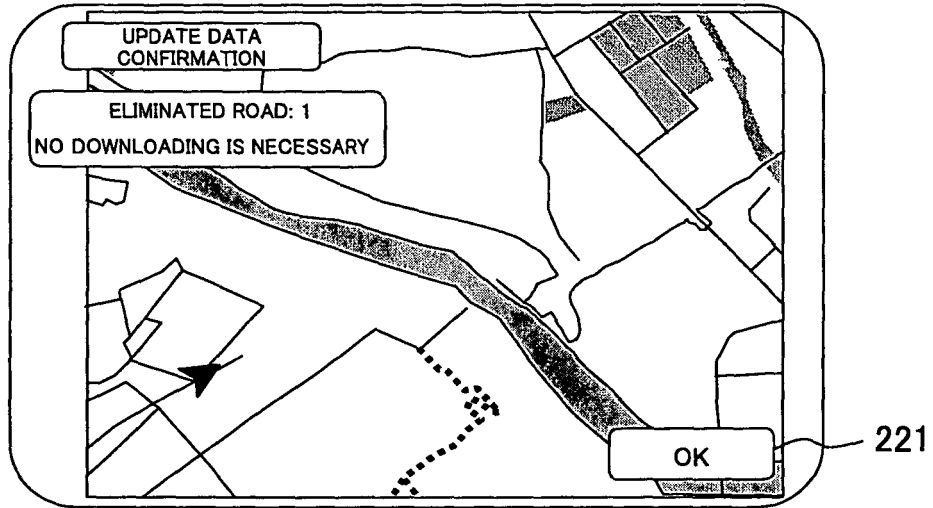 UPDATE DATA
CONFIRMATION
ELIMINATED ROAD: 1
NO DOWNLOADING IS NECESSARY
OK
221